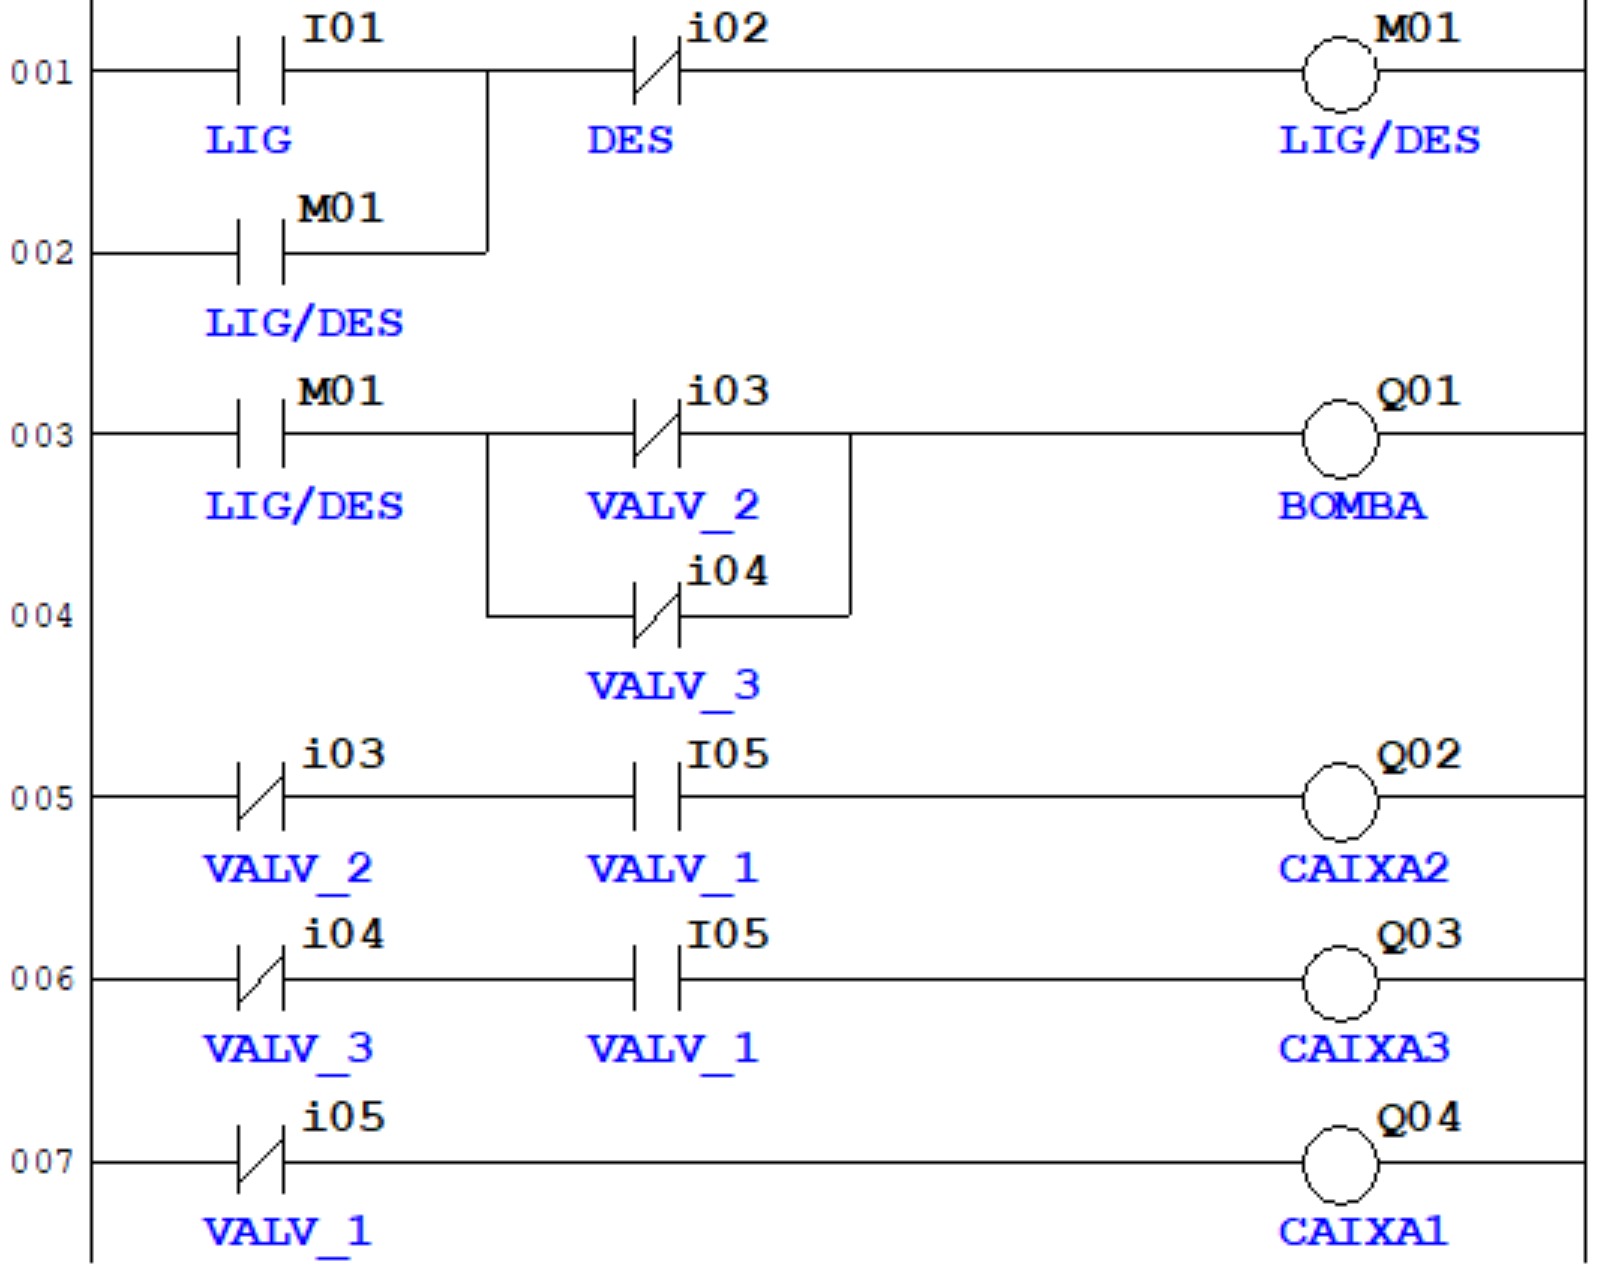 I01 i02 M01
001
LIG DES LIG/DES
M01
002
LIG/DES
M01 i03 Q01
003
LIG/DES VALV_2 BOMBA
i04
004
VALV_3
i03 I05 Q02
005
VALV_2 VALV_1 CAIXA2
i04 I05 Q03
006
VALV_3 VALV_1 CAIXA3
i05 Q04
007
VALV_1 CAIXA1